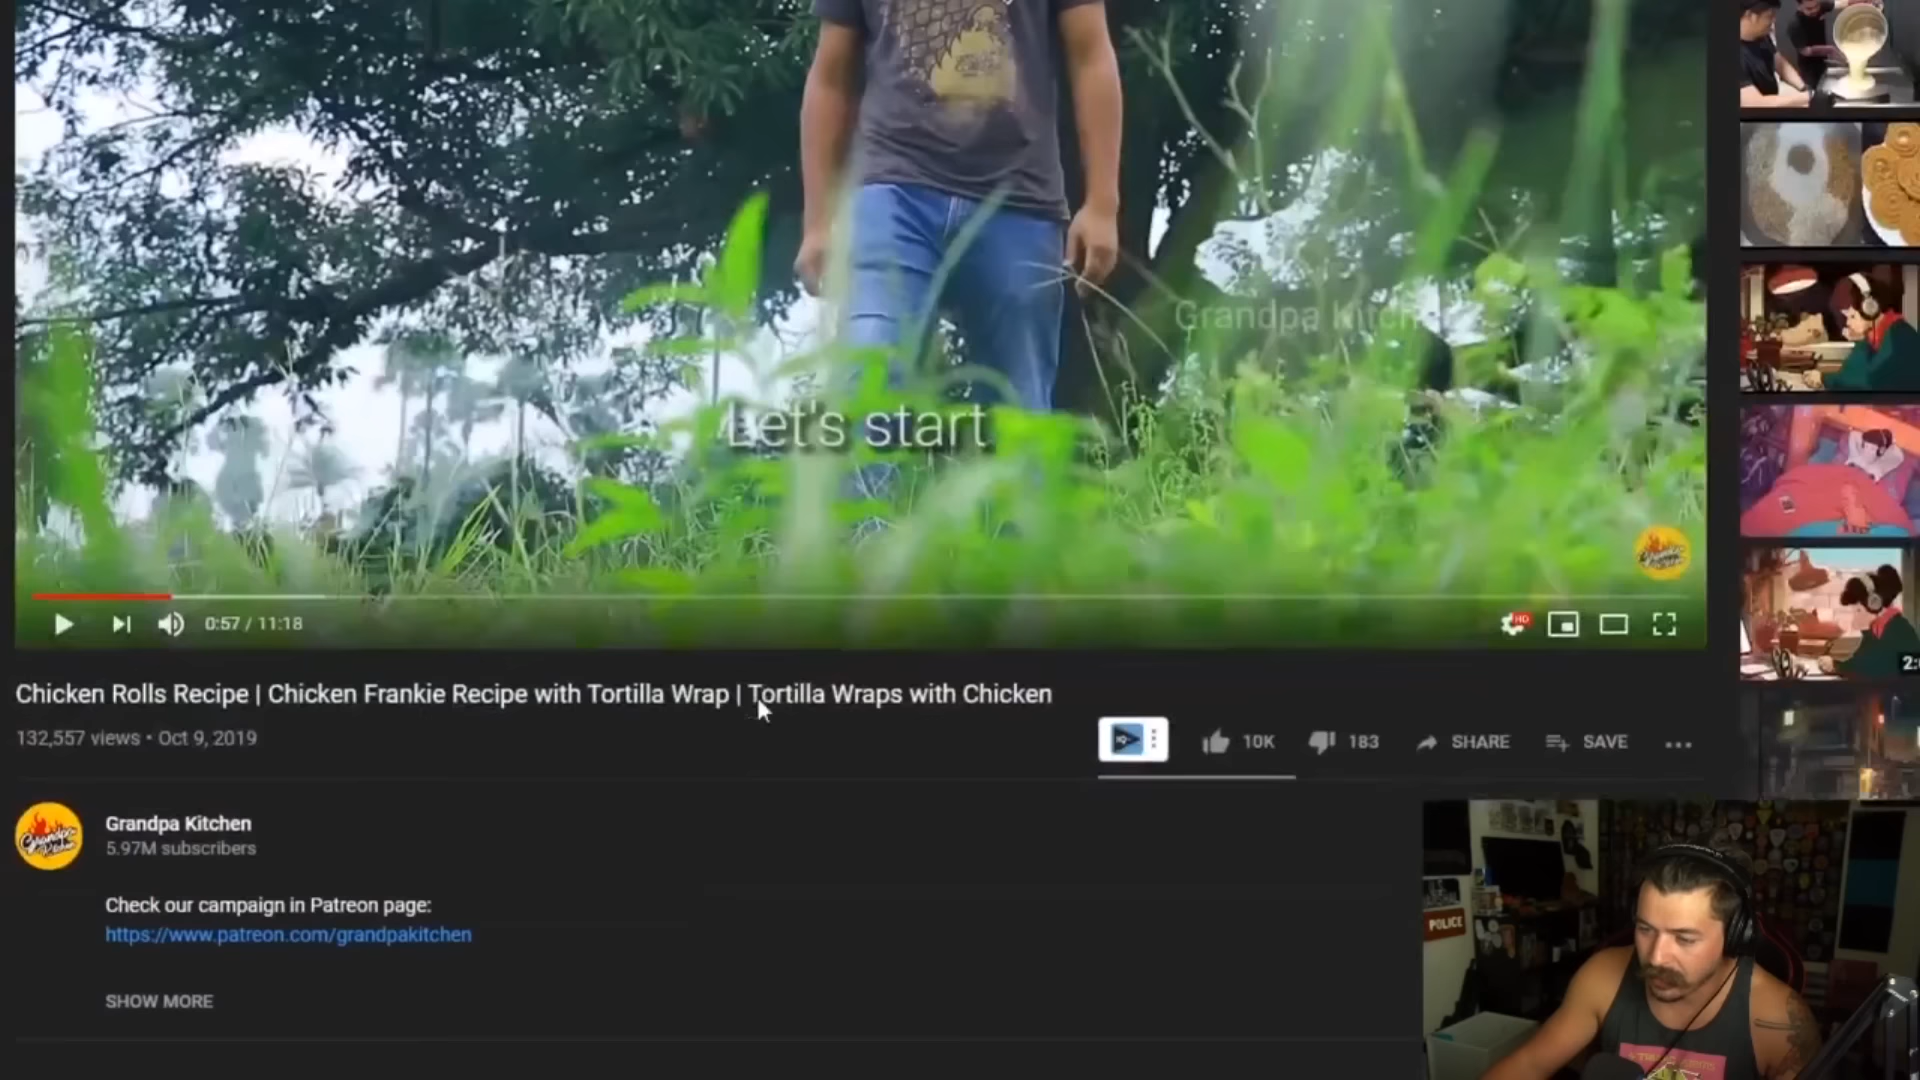 Grandpa Kitch
Let's start
0:57 / 11:18
HD
Chicken Rolls Recipe | Chicken Frankie Recipe with Tortilla Wrap | Tortilla Wraps with Chicken
132,557 views • Oct 9, 2019
10K
183
SHARE
SAVE
Grandpa Kitchen
5.97M subscribers
Check our campaign in Patreon page:
https://www.patreon.com/grandpakitchen
SHOW MORE
POLICE